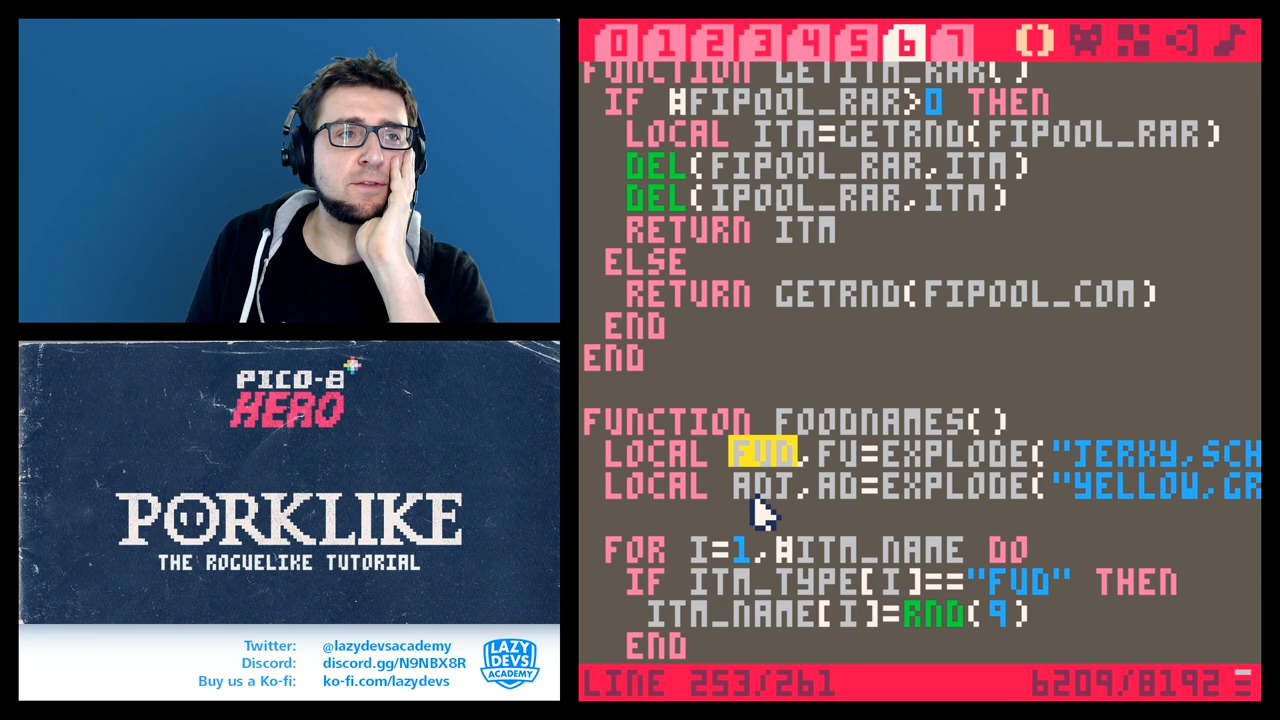 PICO-8
HERO
PORKLIKE
THE ROGUELIKE TUTORIAL
Twitter: @lazydevsacademy
Discord: discord.gg/N9NBX8R
Buy us a Ko-fi: ko-fi.com/lazydevs
LAZY
DEVS
ACADEMY
0 1 2 3 4 5 6 7 ()
FUNCTION GETITM_RAR()
IF #FIPOOL_RAR>0 THEN
LOCAL ITM=GETRND(FIPOOL_RAR)
DEL(FIPOOL_RAR,ITM)
DEL(IPOOL_RAR,ITM)
RETURN ITM
ELSE
RETURN GETRND(FIPOOL_COM)
END
END
FUNCTION FOODNAMES()
LOCAL FUD,FU=EXPLODE("JERKY,SCH
LOCAL ADJ,AD=EXPLODE("YELLOW,GR
FOR I=1,#ITM_NAME DO
IF ITM_TYPE[I]=="FUD" THEN
ITM_NAME[I]=RND(9)
END
LINE 253/261 6209/8192